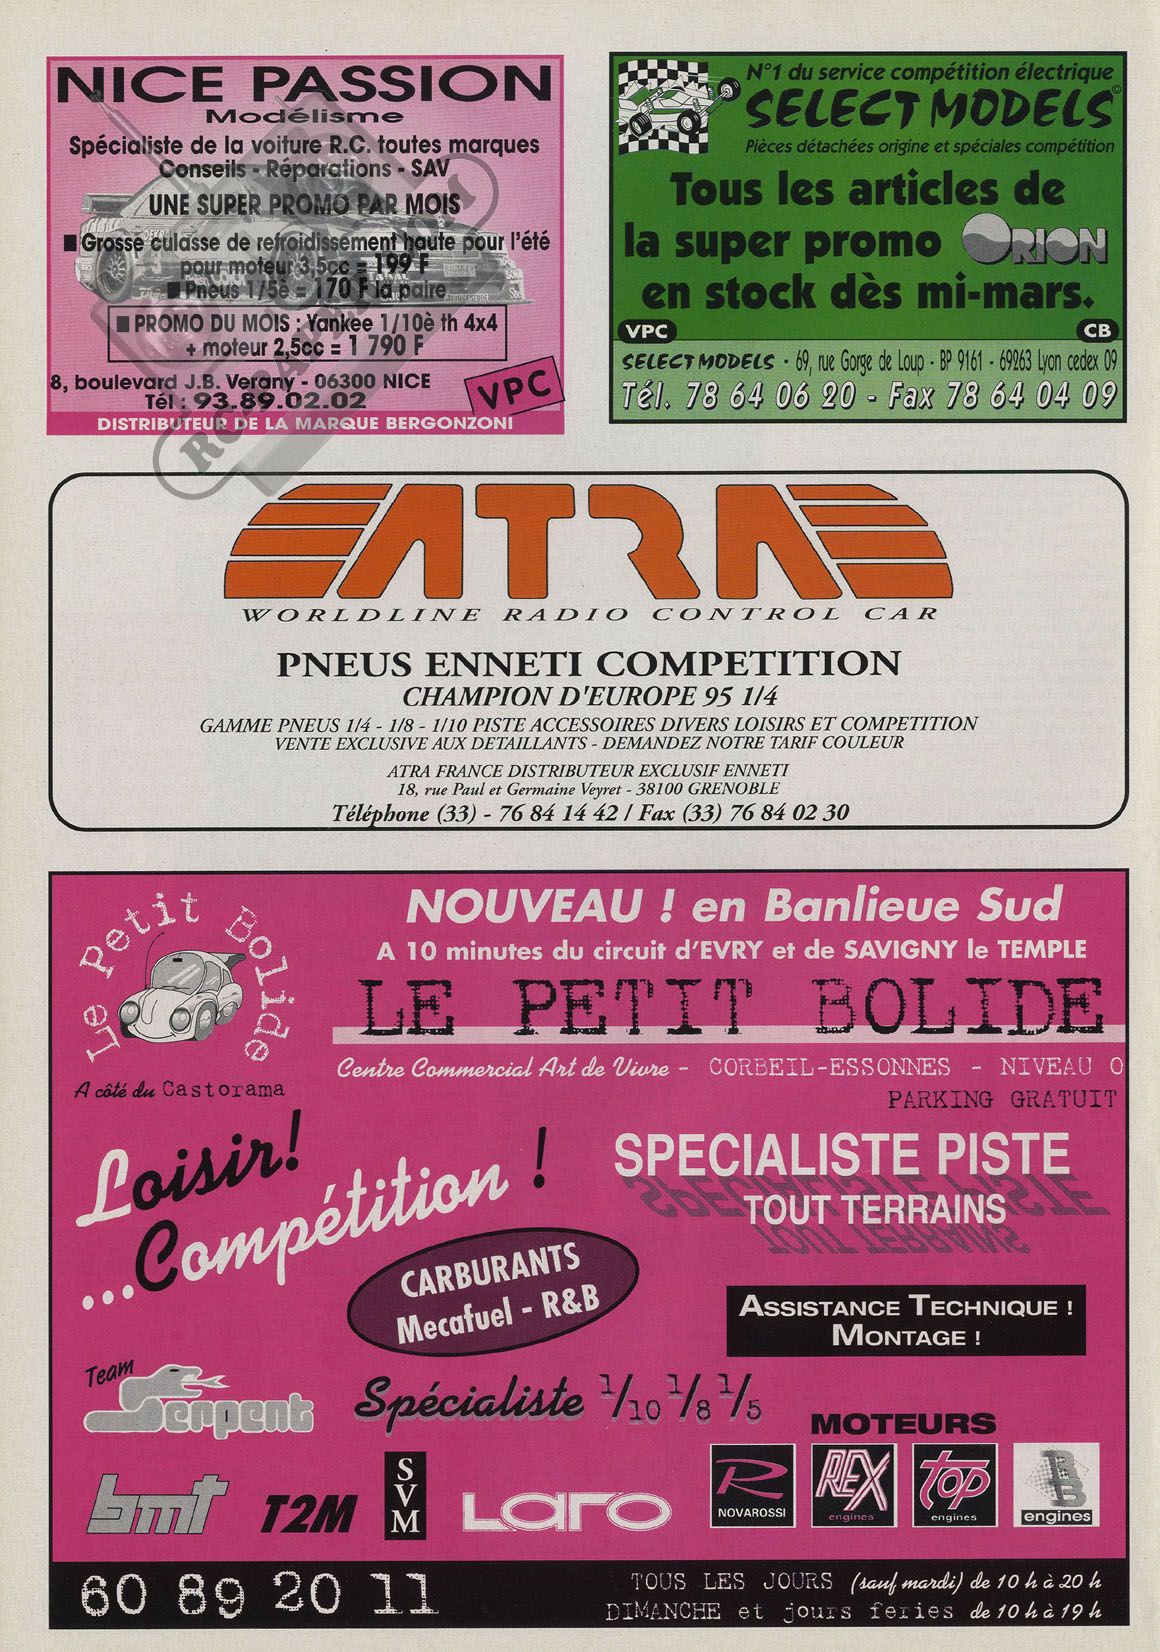 NICE PASSION
Modélisme
Spécialiste de la voiture R.C. toutes marques
Conseils - Réparations - SAV
UNE SUPER PROMO PAR MOIS
■ Grosse culasse de refroidissement haute pour l'été
pour moteur 3,5cc = 199 F
■ Pneus 1/5è = 170 F la paire
■ PROMO DU MOIS : Yankee 1/10è th 4x4
+ moteur 2,5cc = 1 790 F
8, boulevard J.B. Verany - 06300 NICE
Tél : 93.89.02.02
VPC
DISTRIBUTEUR DE LA MARQUE BERGONZONI
N°1 du service compétition électrique
SELECT MODELS©
Pièces détachées origine et spéciales compétition
Tous les articles de
la super promo ORION
en stock dès mi-mars.
VPC CB
SELECT MODELS - 69, rue Gorge de Loup - BP 9161 - 69263 Lyon cedex 09
Tél. 78 64 06 20 - Fax 78 64 04 09
ATRA
WORLDLINE RADIO CONTROL CAR
PNEUS ENNETI COMPETITION
CHAMPION D'EUROPE 95 1/4
GAMME PNEUS 1/4 - 1/8 - 1/10 PISTE ACCESSOIRES DIVERS LOISIRS ET COMPETITION
VENTE EXCLUSIVE AUX DETAILLANTS - DEMANDEZ NOTRE TARIF COULEUR
ATRA FRANCE DISTRIBUTEUR EXCLUSIF ENNETI
18, rue Paul et Germaine Veyret - 38100 GRENOBLE
Téléphone (33) - 76 84 14 42 / Fax (33) 76 84 02 30
Le Petit Bolide
A côté du Castorama
NOUVEAU ! en Banlieue Sud
A 10 minutes du circuit d'EVRY et de SAVIGNY le TEMPLE
LE PETIT BOLIDE
Centre Commercial Art de Vivre - CORBEIL-ESSONNES - NIVEAU 0
PARKING GRATUIT
Loisir!
...Compétition !
SPECIALISTE PISTE
TOUT TERRAINS
CARBURANTS
Mecafuel - R&B
ASSISTANCE TECHNIQUE !
MONTAGE !
Team
Serpent
Spécialiste 1/10 1/8 1/5
MOTEURS
bmt
T2M
SVM
LARO
NOVAROSSI
REX
engines
top
engines
RB
engines
60 89 20 11
TOUS LES JOURS (sauf mardi) de 10 h à 20 h
DIMANCHE et jours feries de 10 h à 19 h